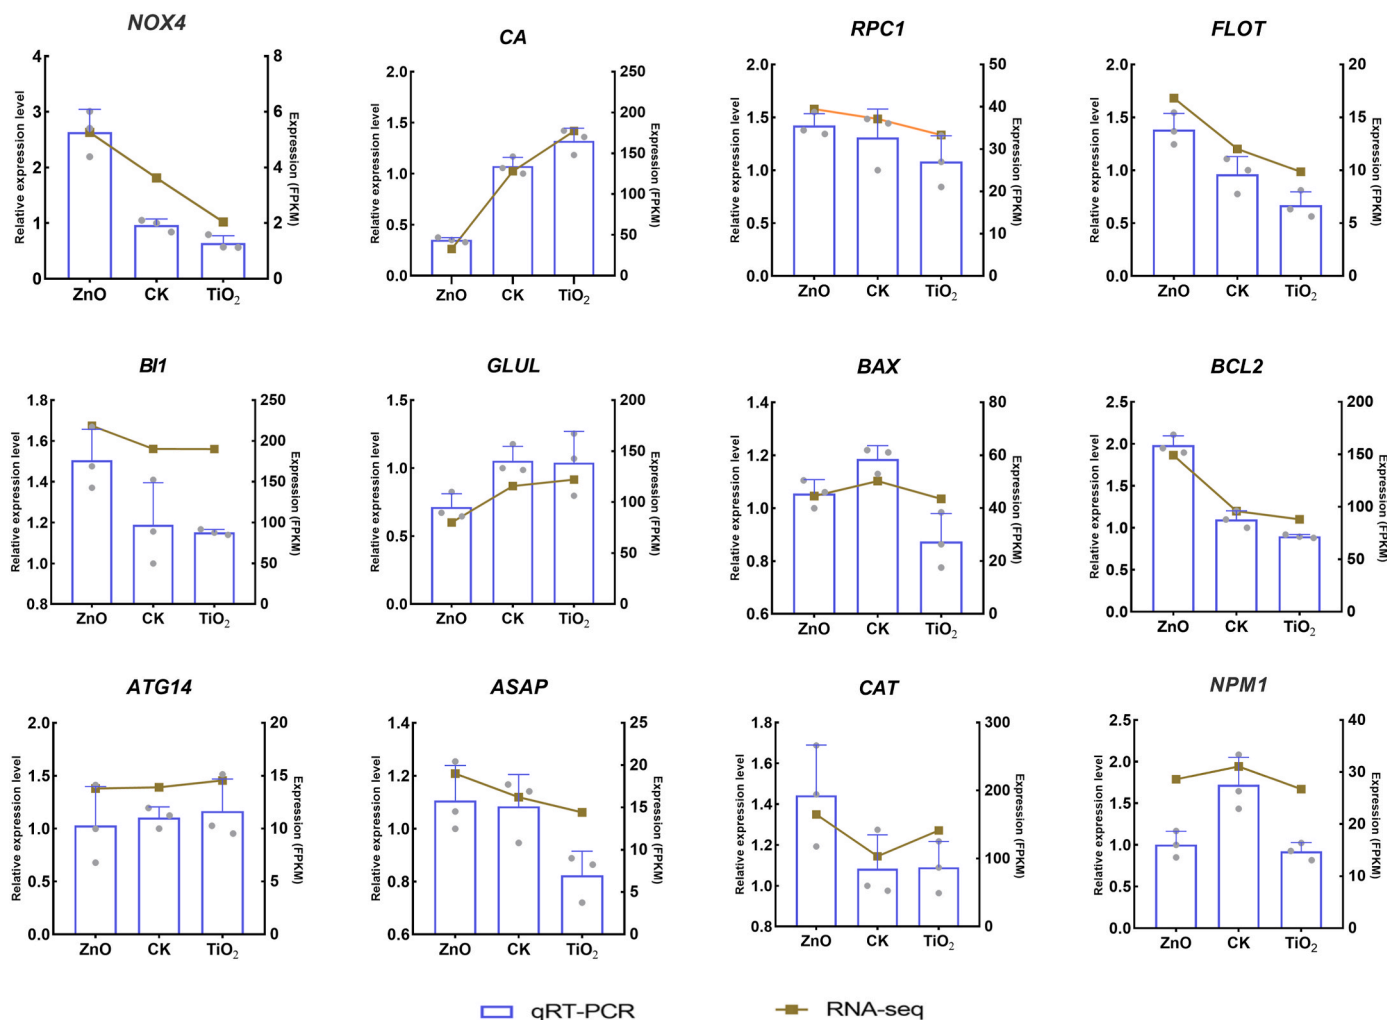 NOX4
Relative expression level
4
3
2
1
0
8
6
4
2
0
Expression (FPKM)
ZnO CK TiO2
CA
Relative expression level
2.0
1.5
1.0
0.5
0.0
250
200
150
100
50
0
Expression (FPKM)
ZnO CK TiO2
RPC1
Relative expression level
2.0
1.5
1.0
0.5
0.0
50
40
30
20
10
0
Expression (FPKM)
ZnO CK TiO2
FLOT
Relative expression level
2.0
1.5
1.0
0.5
0.0
20
15
10
5
0
Expression (FPKM)
ZnO CK TiO2
BI1
Relative expression level
1.8
1.6
1.4
1.2
1.0
0.8
250
200
150
100
50
0
Expression (FPKM)
ZnO CK TiO2
GLUL
Relative expression level
1.5
1.0
0.5
0.0
200
150
100
50
0
Expression (FPKM)
ZnO CK TiO2
BAX
Relative expression level
1.4
1.2
1.0
0.8
0.6
80
60
40
20
0
Expression (FPKM)
ZnO CK TiO2
BCL2
Relative expression level
2.5
2.0
1.5
1.0
0.5
0.0
200
150
100
50
0
Expression (FPKM)
ZnO CK TiO2
ATG14
Relative expression level
2.0
1.5
1.0
0.5
0.0
20
15
10
5
0
Expression (FPKM)
ZnO CK TiO2
ASAP
Relative expression level
1.4
1.2
1.0
0.8
0.6
25
20
15
10
5
0
Expression (FPKM)
ZnO CK TiO2
CAT
Relative expression level
1.8
1.6
1.4
1.2
1.0
0.8
300
200
100
0
Expression (FPKM)
ZnO CK TiO2
NPM1
Relative expression level
2.5
2.0
1.5
1.0
0.5
0.0
40
30
20
10
0
Expression (FPKM)
ZnO CK TiO2
qRT-PCR RNA-seq